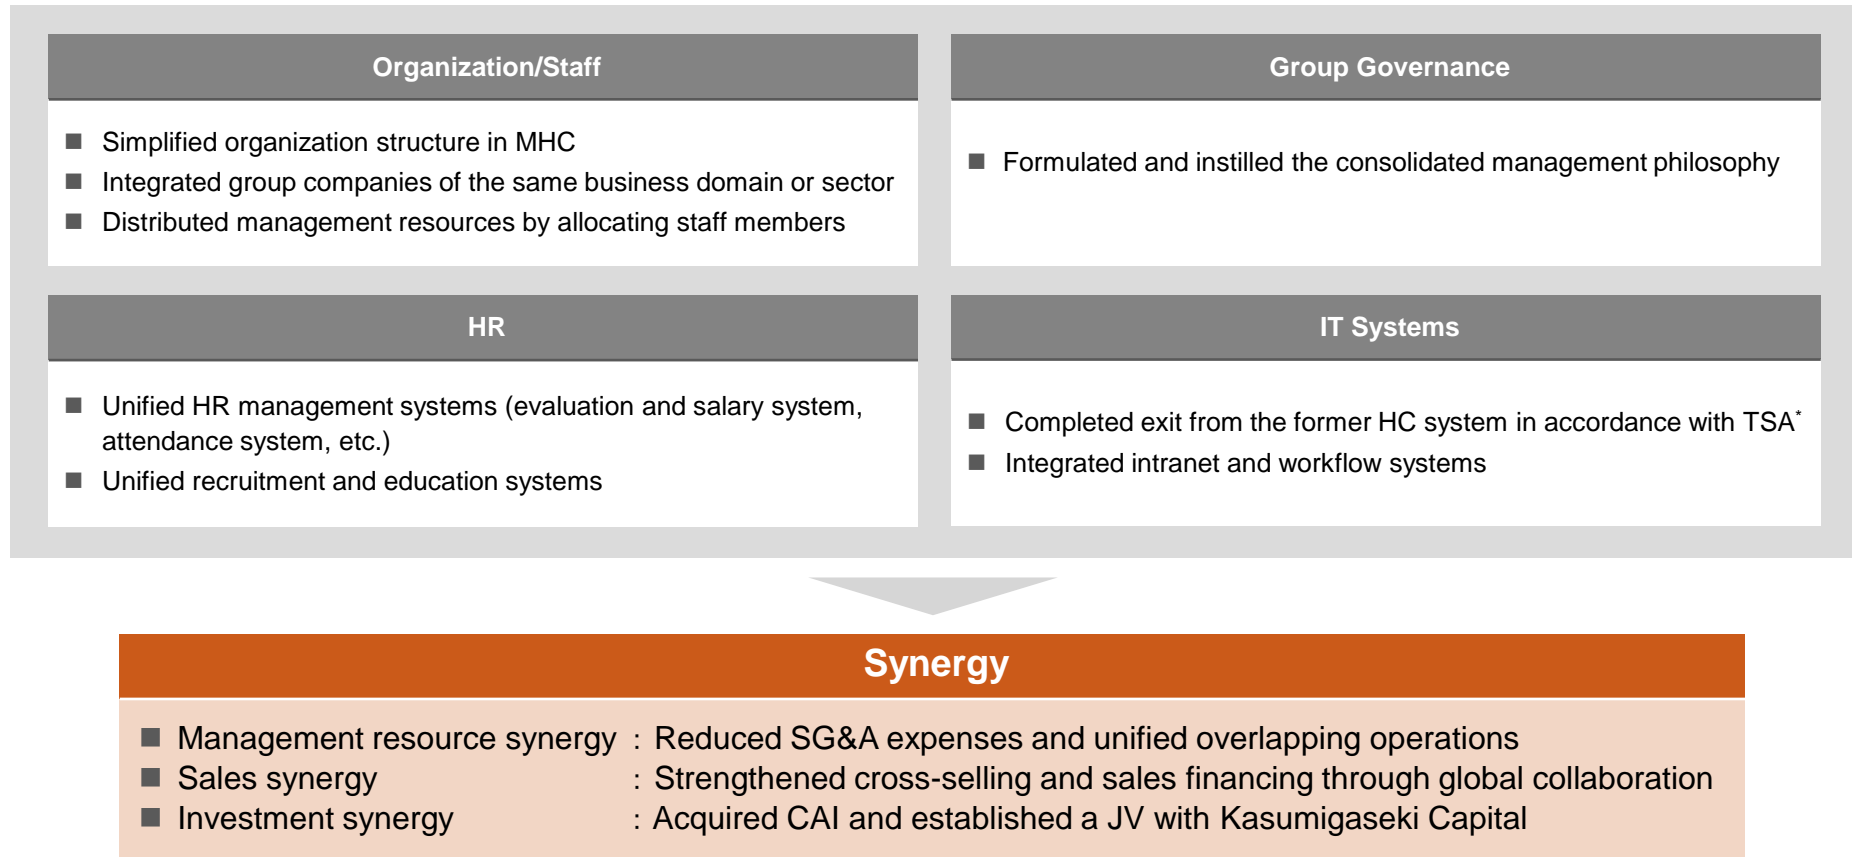 Organization/Staff
■ Simplified organization structure in MHC
■ Integrated group companies of the same business domain or sector
■ Distributed management resources by allocating staff members
Group Governance
■ Formulated and instilled the consolidated management philosophy
HR
■ Unified HR management systems (evaluation and salary system,
attendance system, etc.)
■ Unified recruitment and education systems
IT Systems
■ Completed exit from the former HC system in accordance with TSA*
■ Integrated intranet and workflow systems
Synergy
■ Management resource synergy : Reduced SG&A expenses and unified overlapping operations
■ Sales synergy : Strengthened cross-selling and sales financing through global collaboration
■ Investment synergy : Acquired CAI and established a JV with Kasumigaseki Capital